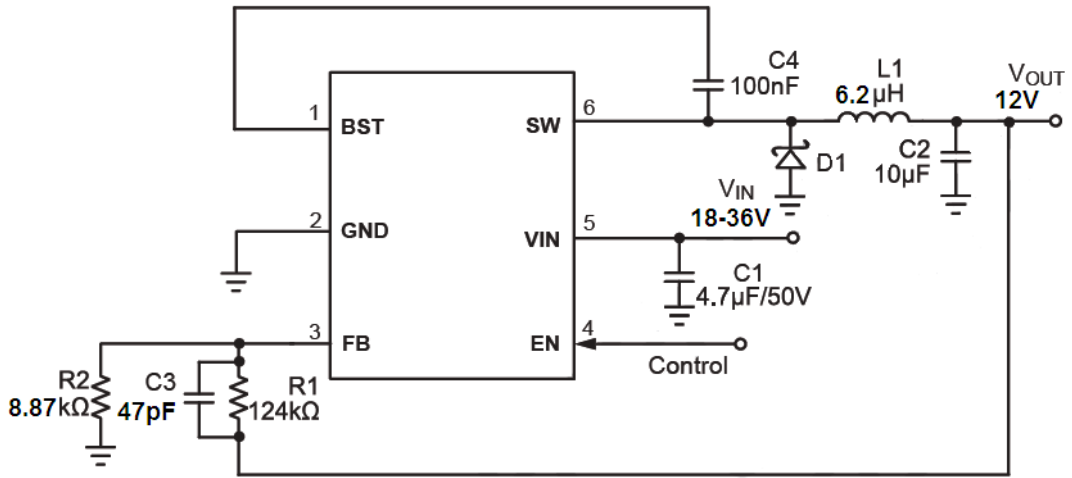 C4
100nF
L1
6.2µH
VOUT
12V
1
BST
SW
6
D1
C2
10µF
VIN
18-36V
2
GND
VIN
5
C1
4.7µF/50V
3
FB
EN
4
Control
R2
8.87kΩ
C3
47pF
R1
124kΩ